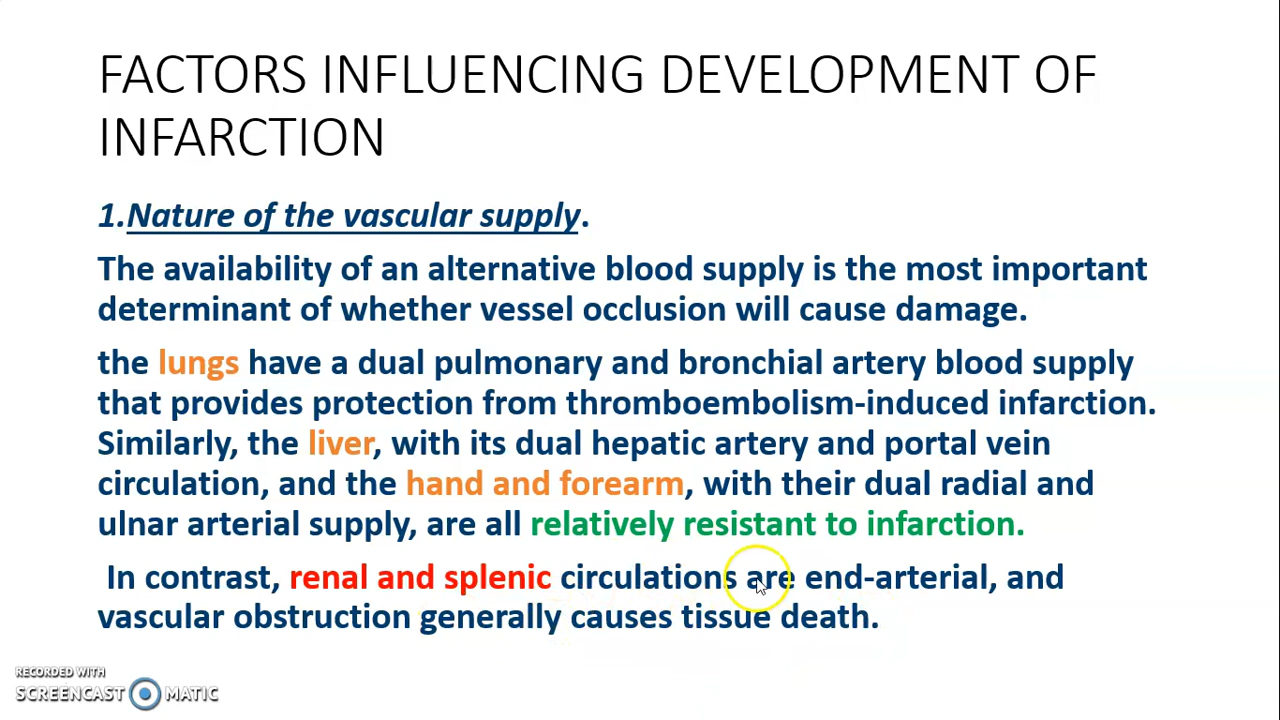 FACTORS INFLUENCING DEVELOPMENT OF
INFARCTION
1.Nature of the vascular supply.
The availability of an alternative blood supply is the most important
determinant of whether vessel occlusion will cause damage.
the lungs have a dual pulmonary and bronchial artery blood supply
that provides protection from thromboembolism-induced infarction.
Similarly, the liver, with its dual hepatic artery and portal vein
circulation, and the hand and forearm, with their dual radial and
ulnar arterial supply, are all relatively resistant to infarction.
In contrast, renal and splenic circulations are end-arterial, and
vascular obstruction generally causes tissue death.
RECORDED WITH
SCREENCAST MATIC